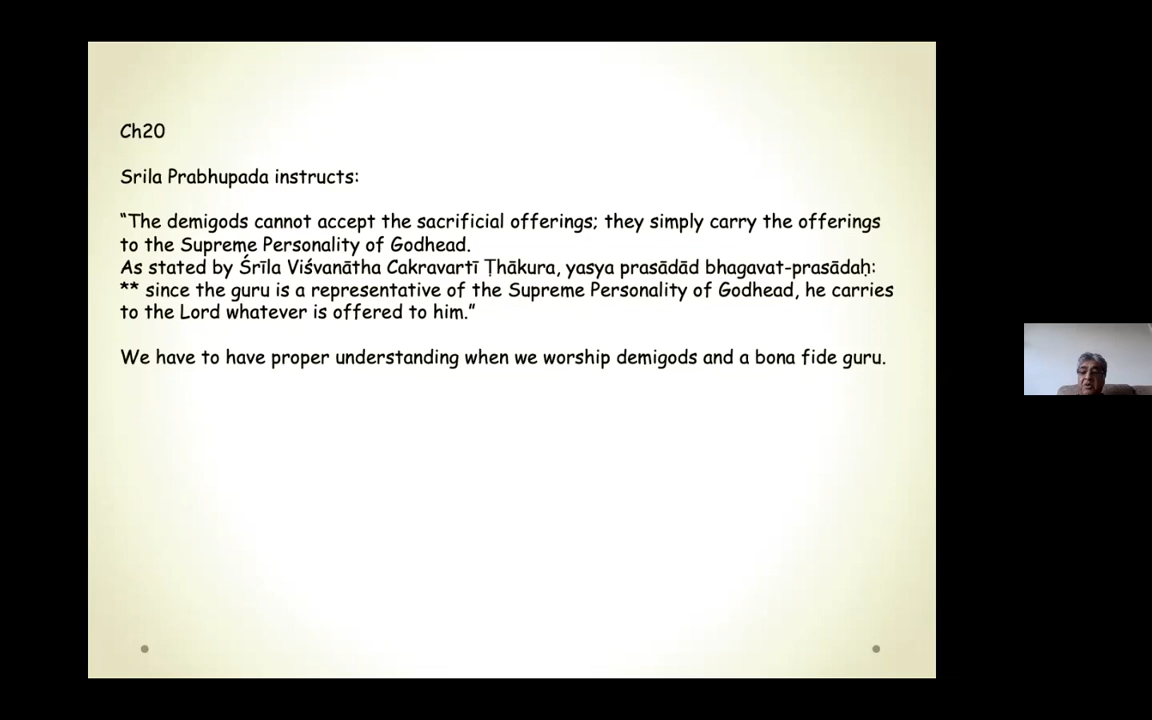 Ch20
Srila Prabhupada instructs:
“The demigods cannot accept the sacrificial offerings; they simply carry the offerings
to the Supreme Personality of Godhead.
As stated by Śrīla Viśvanātha Cakravartī Ṭhākura, yasya prasādād bhagavat-prasādaḥ:
** since the guru is a representative of the Supreme Personality of Godhead, he carries
to the Lord whatever is offered to him.”
We have to have proper understanding when we worship demigods and a bona fide guru.